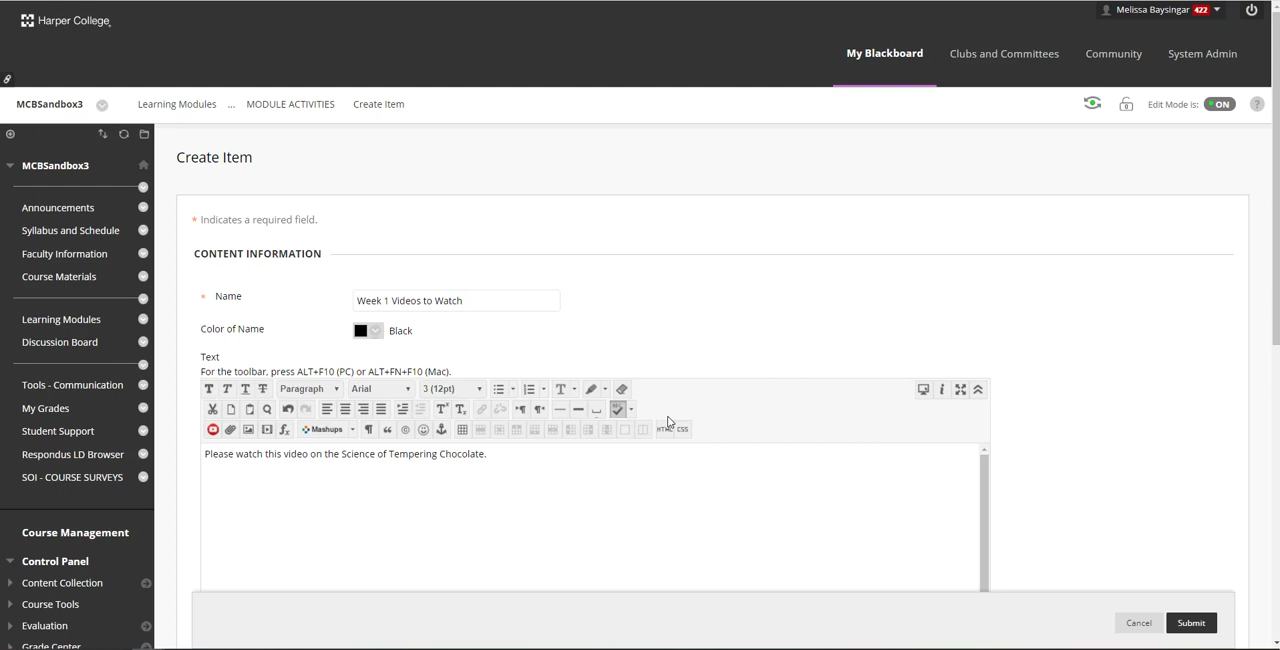 Harper College
Melissa Baysingar 422
My Blackboard Clubs and Committees Community System Admin
MCBSandbox3 Learning Modules ... MODULE ACTIVITIES Create Item Edit Mode is: ON ?
MCBSandbox3
Create Item
Announcements
Syllabus and Schedule
Faculty Information
Course Materials
Learning Modules
Discussion Board
Tools - Communication
My Grades
Student Support
Respondus LD Browser
SOI - COURSE SURVEYS
Course Management
Control Panel
Content Collection
Course Tools
Evaluation
Grade Center
* Indicates a required field.
CONTENT INFORMATION
* Name Week 1 Videos to Watch
Color of Name Black
Text
For the toolbar, press ALT+F10 (PC) or ALT+FN+F10 (Mac).
T T T T Paragraph Arial 3 (12pt) T
Mashups HTML CSS
Please watch this video on the Science of Tempering Chocolate.
Cancel Submit